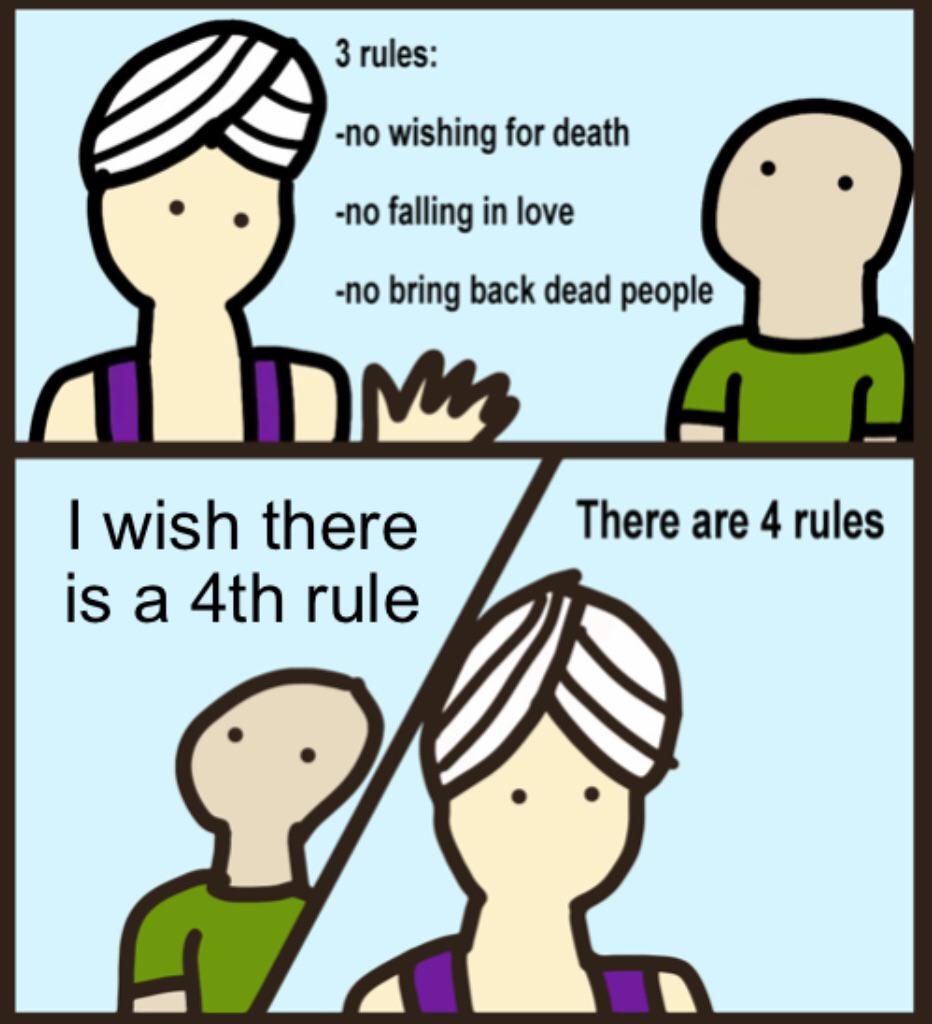 3 rules:
-no wishing for death
-no falling in love
-no bring back dead people
I wish there
is a 4th rule
There are 4 rules